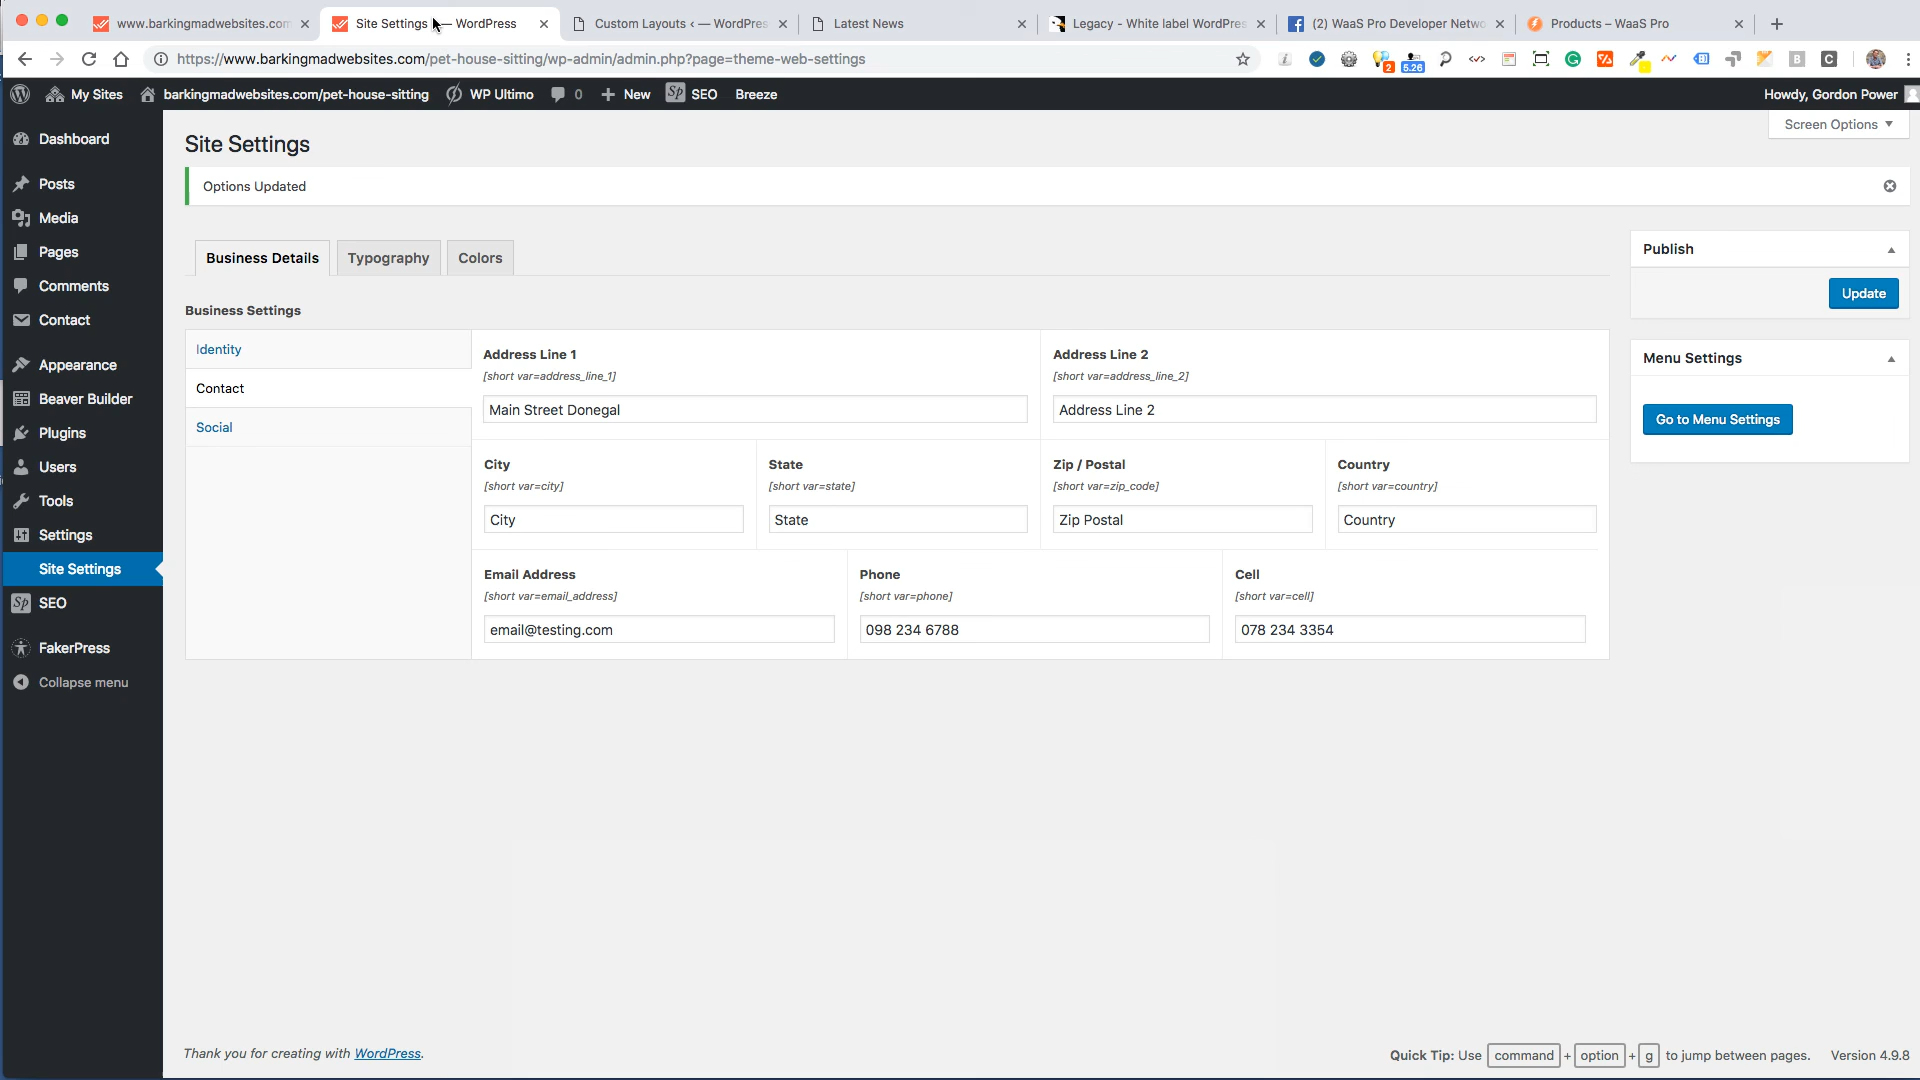 www.barkingmadwebsites.com
Site Settings — WordPress
Custom Layouts ‹ — WordPres
Latest News
Legacy - White label WordPres
(2) WaaS Pro Developer Netwo
Products – WaaS Pro
https://www.barkingmadwebsites.com/pet-house-sitting/wp-admin/admin.php?page=theme-web-settings
2
5.26
B
C
My Sites
barkingmadwebsites.com/pet-house-sitting
WP Ultimo
0
New
Sp SEO
Breeze
Howdy, Gordon Power
Screen Options
Dashboard
Posts
Media
Pages
Comments
Contact
Appearance
Beaver Builder
Plugins
Users
Tools
Settings
Site Settings
Sp SEO
FakerPress
Collapse menu
Site Settings
Options Updated
Business Details
Typography
Colors
Business Settings
Identity
Contact
Social
Address Line 1
[short var=address_line_1]
Main Street Donegal
Address Line 2
[short var=address_line_2]
Address Line 2
City
[short var=city]
City
State
[short var=state]
State
Zip / Postal
[short var=zip_code]
Zip Postal
Country
[short var=country]
Country
Email Address
[short var=email_address]
email@testing.com
Phone
[short var=phone]
098 234 6788
Cell
[short var=cell]
078 234 3354
Publish
Update
Menu Settings
Go to Menu Settings
Thank you for creating with WordPress.
Quick Tip: Use command + option + g to jump between pages.
Version 4.9.8